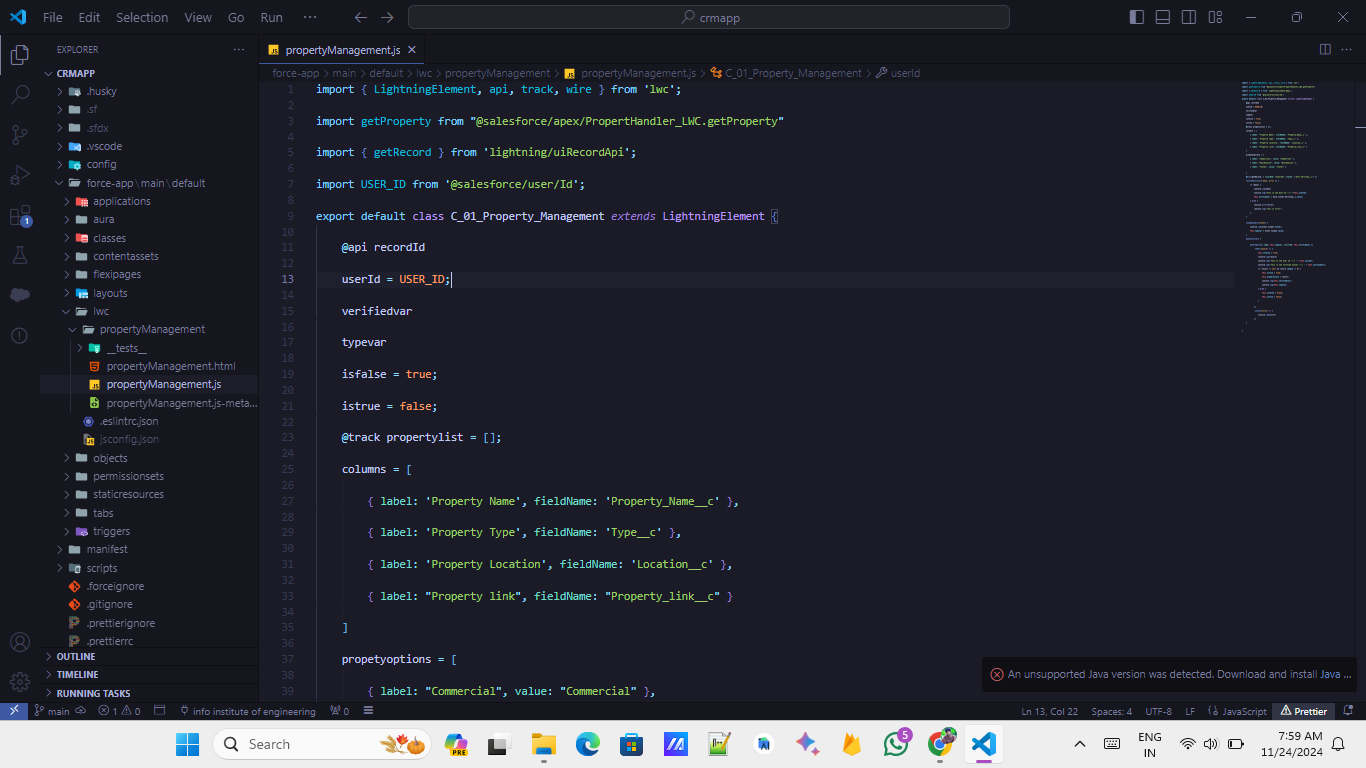 File Edit Selection View Go Run ··· crmapp
EXPLORER ···
CRMAPP
.husky
.sf
.sfdx
.vscode
config
force-app\main\default
applications
aura
classes
contentassets
flexipages
layouts
lwc
propertyManagement
__tests__
propertyManagement.html
propertyManagement.js
propertyManagement.js-meta...
.eslintrc.json
jsconfig.json
objects
permissionsets
staticresources
tabs
triggers
manifest
scripts
.forceignore
.gitignore
.prettierignore
.prettierrc
OUTLINE
TIMELINE
RUNNING TASKS
1
JS propertyManagement.js
force-app > main > default > lwc > propertyManagement > JS propertyManagement.js > C_01_Property_Management > userId
1 import { LightningElement, api, track, wire } from 'lwc';
2
3 import getProperty from "@salesforce/apex/PropertHandler_LWC.getProperty"
4
5 import { getRecord } from 'lightning/uiRecordApi';
6
7 import USER_ID from '@salesforce/user/Id';
8
9 export default class C_01_Property_Management extends LightningElement {
10
11 @api recordId
12
13 userId = USER_ID;
14
15 verifiedvar
16
17 typevar
18
19 isfalse = true;
20
21 istrue = false;
22
23 @track propertylist = [];
24
25 columns = [
26
27 { label: 'Property Name', fieldName: 'Property_Name__c' },
28
29 { label: 'Property Type', fieldName: 'Type__c' },
30
31 { label: 'Property Location', fieldName: 'Location__c' },
32
33 { label: "Property link", fieldName: "Property_link__c" }
34
35 ]
36
37 propetyoptions = [
38
39 { label: "Commercial", value: "Commercial" },
An unsupported Java version was detected. Download and install Java ...
main 1 0 info institute of engineering 0 Ln 13, Col 22 Spaces: 4 UTF-8 LF JavaScript Prettier
Search PRE 5 ENG IN 7:59 AM 11/24/2024